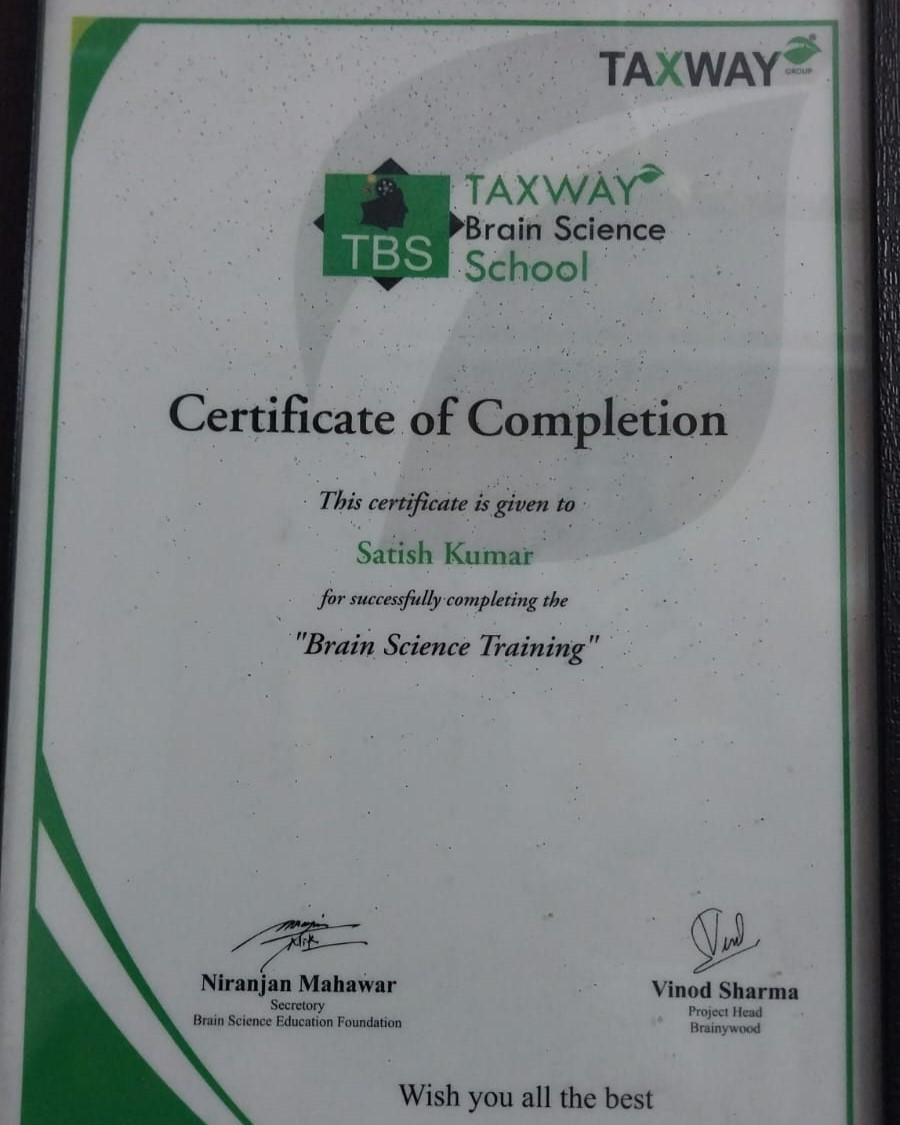 TAXWAY
GROUP
TBS
TAXWAY
Brain Science
School
Certificate of Completion
This certificate is given to
Satish Kumar
for successfully completing the
"Brain Science Training"
Niranjan Mahawar
Secretary
Brain Science Education Foundation
Vinod Sharma
Project Head
Brainywood
Wish you all the best